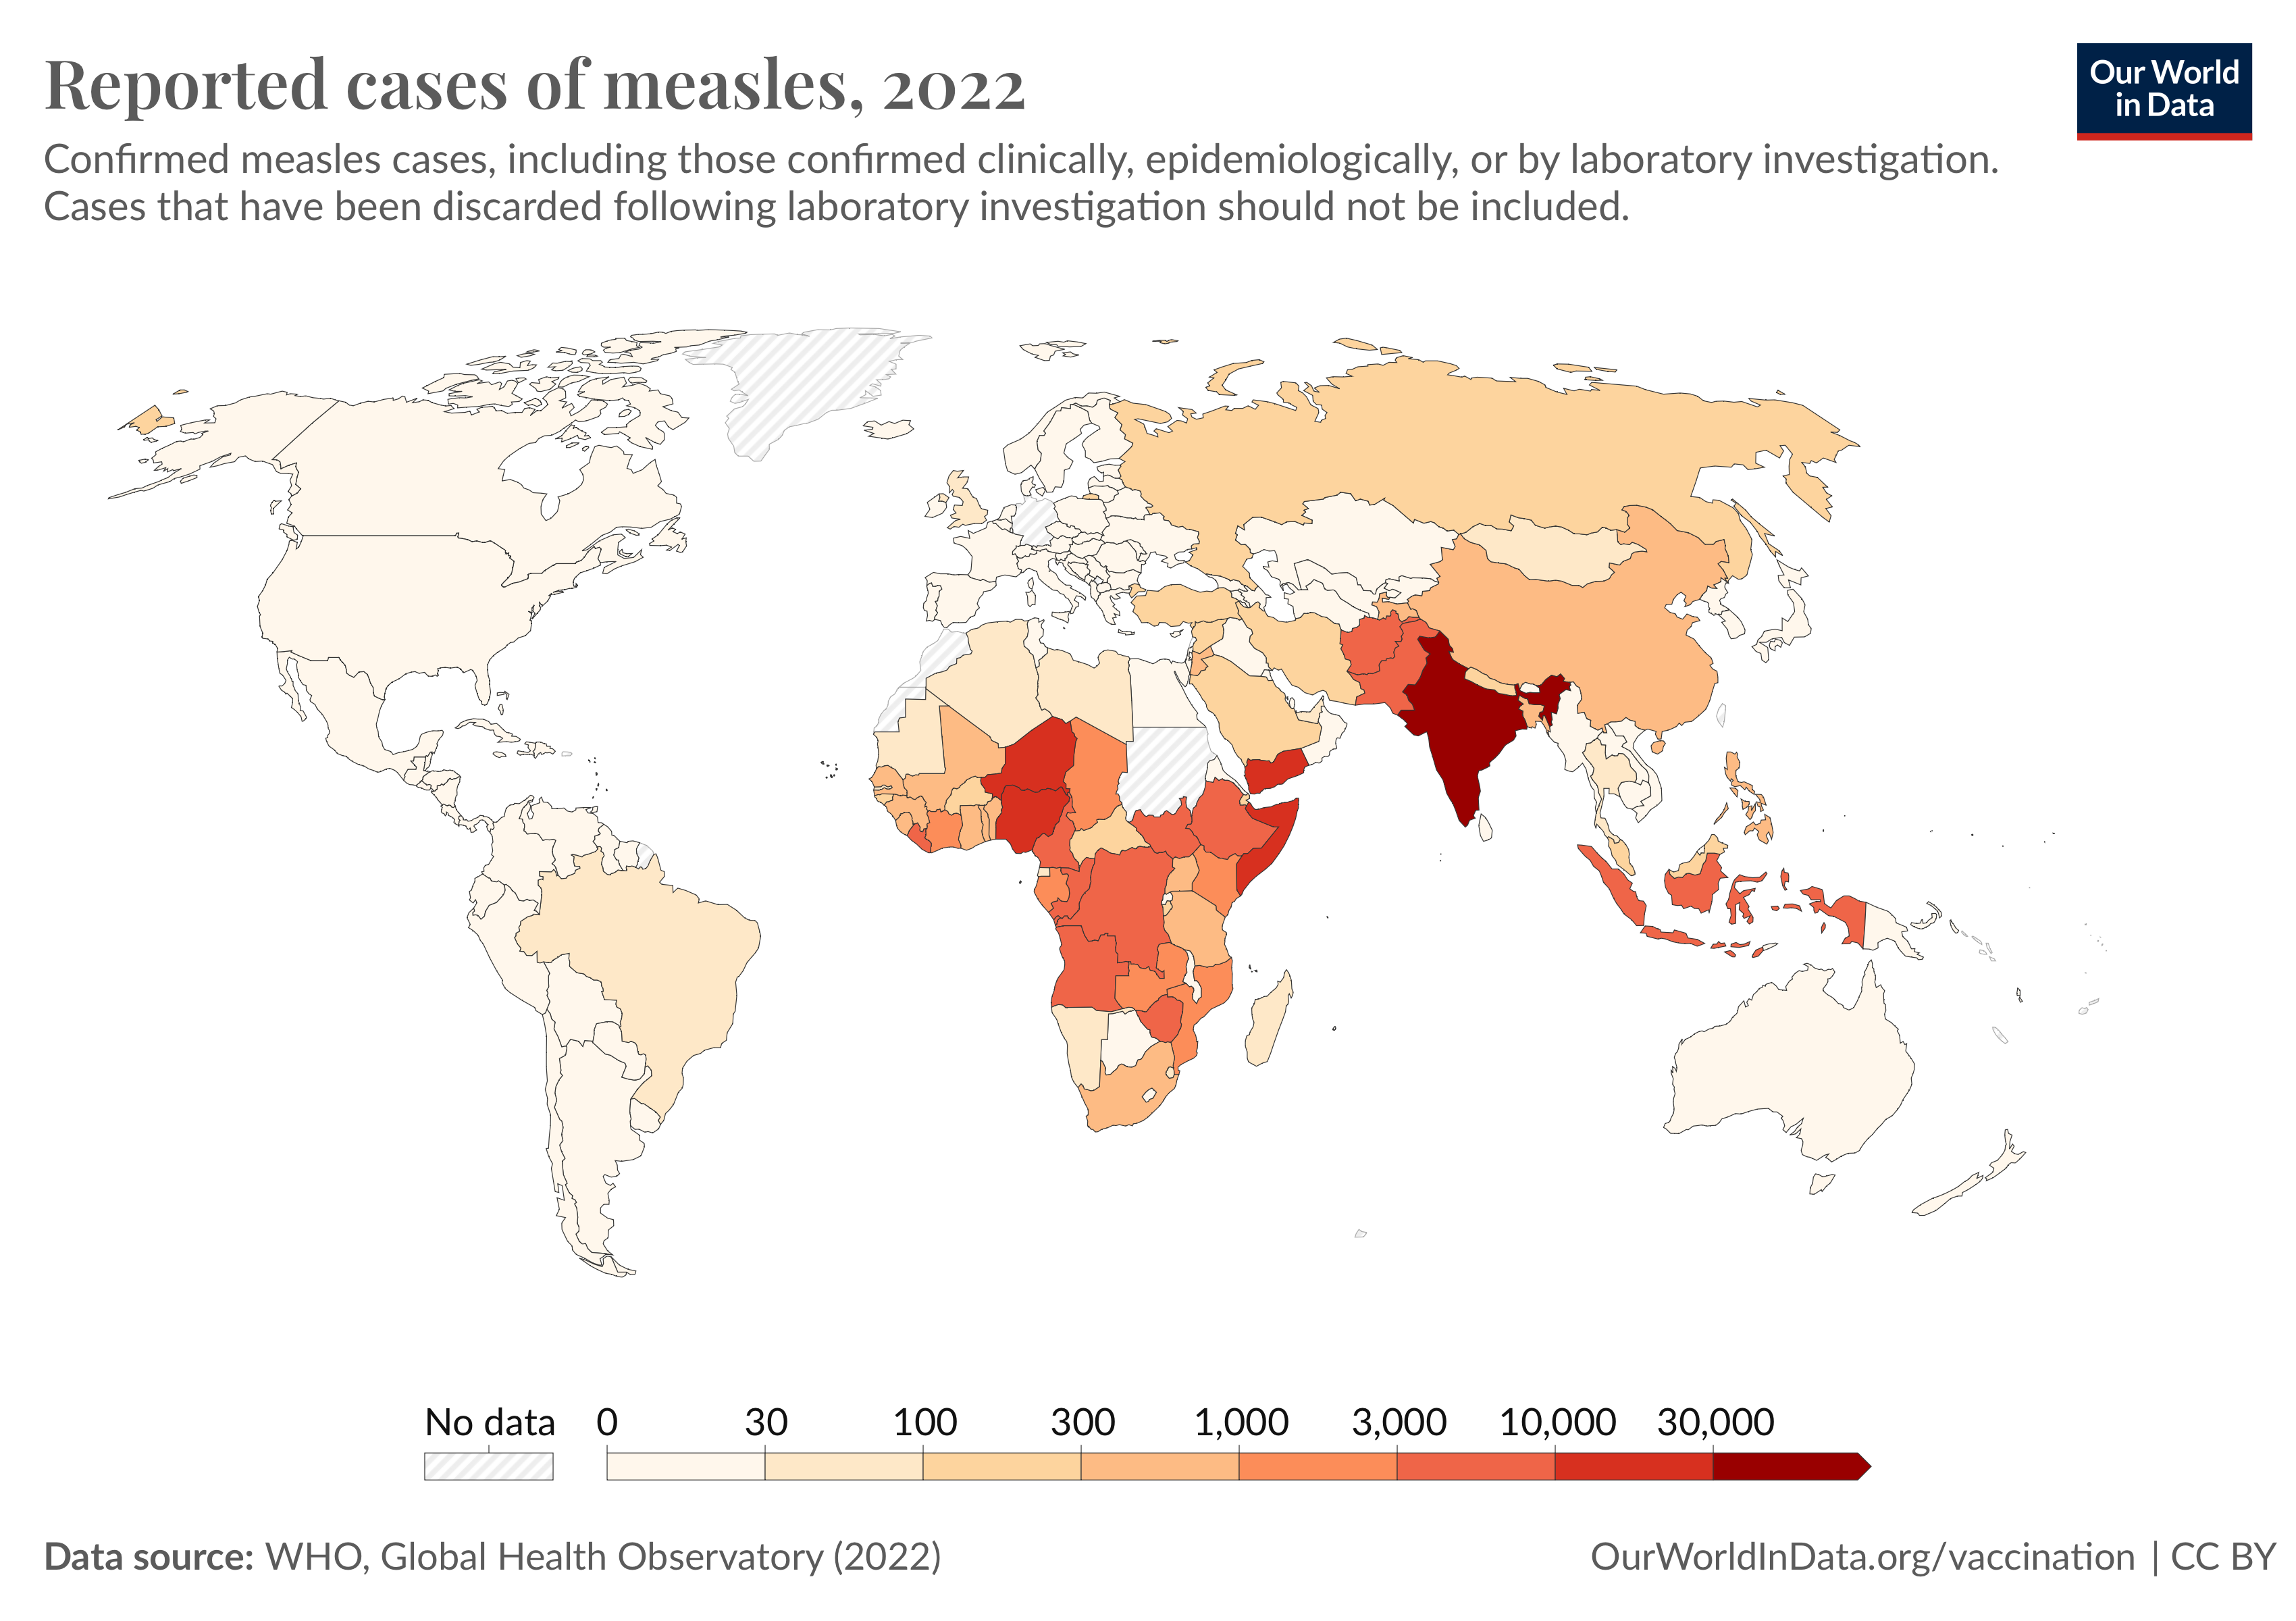 Reported cases of measles, 2022
Our World
in Data
Confirmed measles cases, including those confirmed clinically, epidemiologically, or by laboratory investigation.
Cases that have been discarded following laboratory investigation should not be included.
No data 0 30 100 300 1,000 3,000 10,000 30,000
Data source: WHO, Global Health Observatory (2022)
OurWorldInData.org/vaccination | CC BY